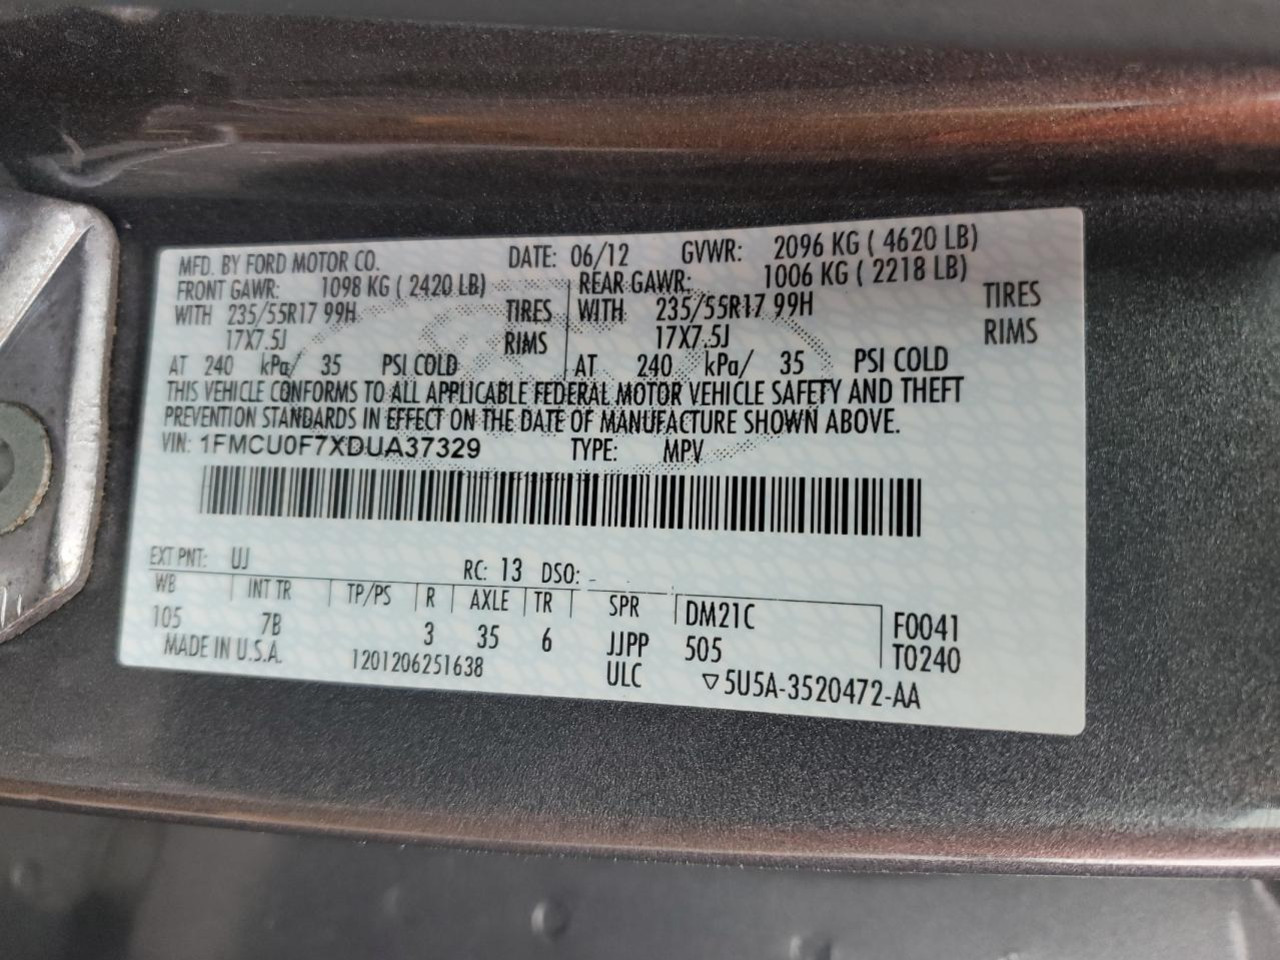 MFD. BY FORD MOTOR CO. DATE: 06/12 GVWR: 2096 KG ( 4620 LB)
FRONT GAWR: 1098 KG ( 2420 LB) REAR GAWR: 1006 KG ( 2218 LB)
WITH 235/55R17 99H TIRES WITH 235/55R17 99H TIRES
17X7.5J RIMS 17X7.5J RIMS
AT 240 kPa/ 35 PSI COLD AT 240 kPa/ 35 PSI COLD
THIS VEHICLE CONFORMS TO ALL APPLICABLE FEDERAL MOTOR VEHICLE SAFETY AND THEFT
PREVENTION STANDARDS IN EFFECT ON THE DATE OF MANUFACTURE SHOWN ABOVE.
VIN: 1FMCU0F7XDUA37329 TYPE: MPV
EXT PNT: UJ RC: 13 DSO:
WB INT TR TP/PS R AXLE TR SPR DM21C F0041
105 7B 3 35 6 JJPP 505 T0240
MADE IN U.S.A. 1201206251638 ULC ▽5U5A-3520472-AA